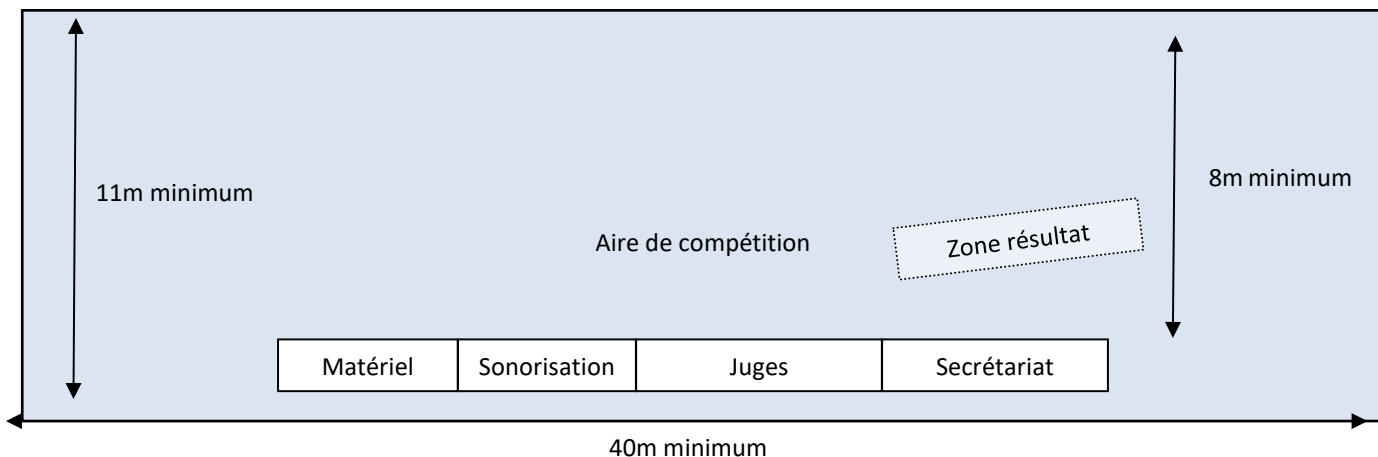 11m minimum
8m minimum
Aire de compétition
Zone résultat
Matériel
Sonorisation
Juges
Secrétariat
40m minimum